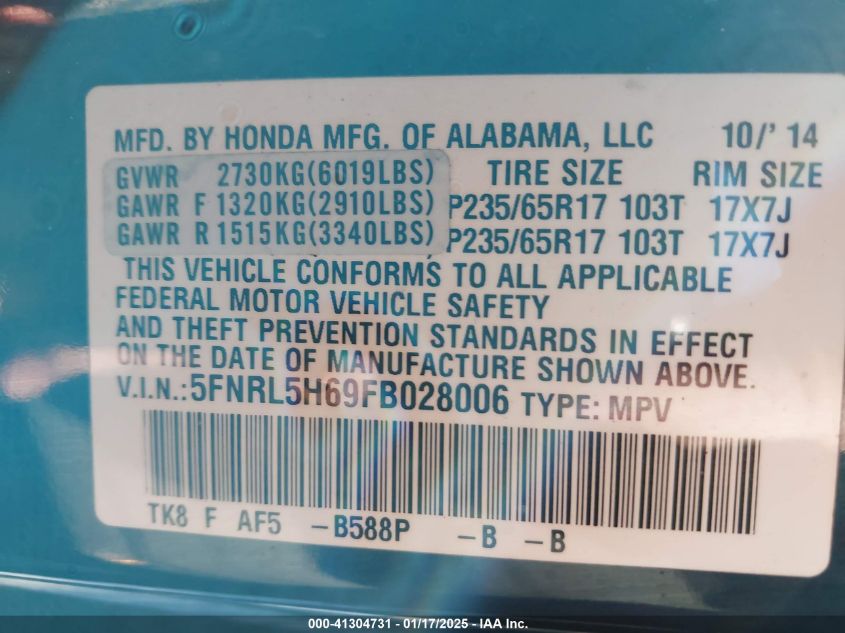 MFD. BY HONDA MFG. OF ALABAMA, LLC 10/'14
GVWR 2730KG(6019LBS) TIRE SIZE RIM SIZE
GAWR F 1320KG(2910LBS) P235/65R17 103T 17X7J
GAWR R 1515KG(3340LBS) P235/65R17 103T 17X7J
THIS VEHICLE CONFORMS TO ALL APPLICABLE
FEDERAL MOTOR VEHICLE SAFETY
AND THEFT PREVENTION STANDARDS IN EFFECT
ON THE DATE OF MANUFACTURE SHOWN ABOVE.
V.I.N.:5FNRL5H69FB028006 TYPE: MPV
TK8 F AF5 -B588P -B -B
000-41304731 - 01/17/2025 - IAA Inc.